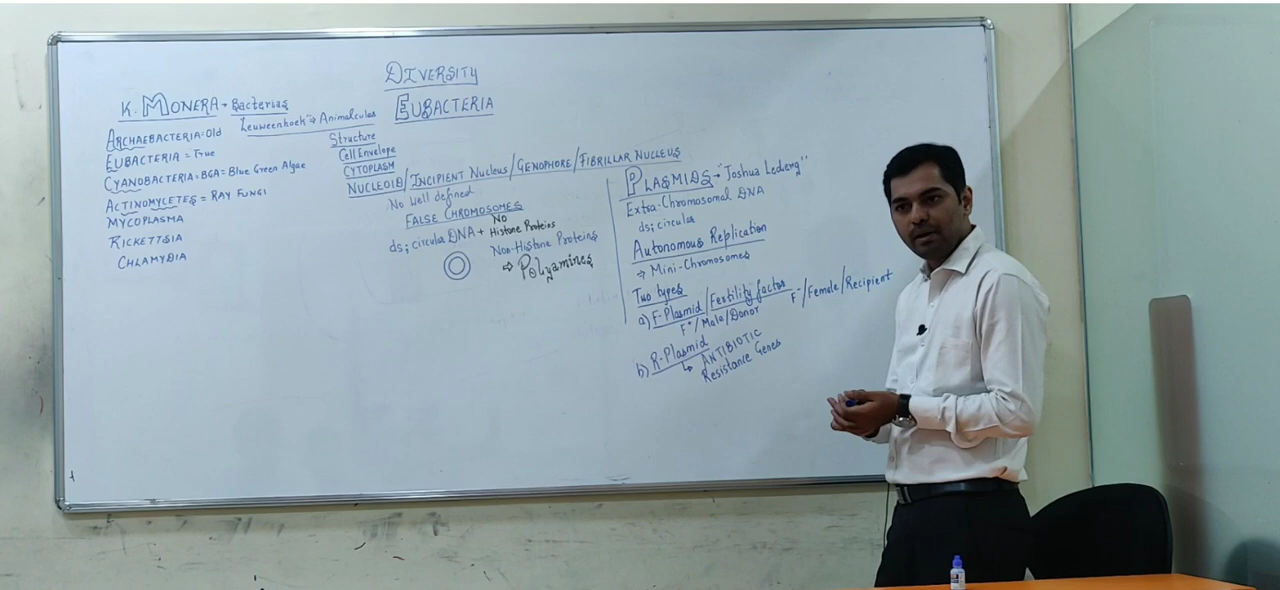 DIVERSITY
K. MONERA → Bacterias
Leuweenhoek → Animalcules
ARCHAEBACTERIA = Old
EUBACTERIA = True
CYANOBACTERIA = BGA = Blue Green Algae
ACTINOMYCETES = RAY FUNGI
MYCOPLASMA
RICKETTSIA
CHLAMYDIA
EUBACTERIA
Structure
Cell Envelope
CYTOPLASM
NUCLEOID/INCIPIENT NUCLEUS/GENOPHORE/FIBRILLAR NUCLEUS
No well defined
FALSE CHROMOSOMES
ds; circular DNA + No Histone Proteins
Non-Histone Proteins
⇒ Polyamines
PLASMIDS → "Joshua Lederg"
Extra-Chromosomal DNA
ds; circular
Autonomous Replication
⇒ Mini-Chromosomes
Two types
a) F-Plasmid/Fertility factor
F⁺/Male/Donor F⁻/Female/Recipient
b) R-Plasmid
↳ ANTIBIOTIC
Resistance Genes